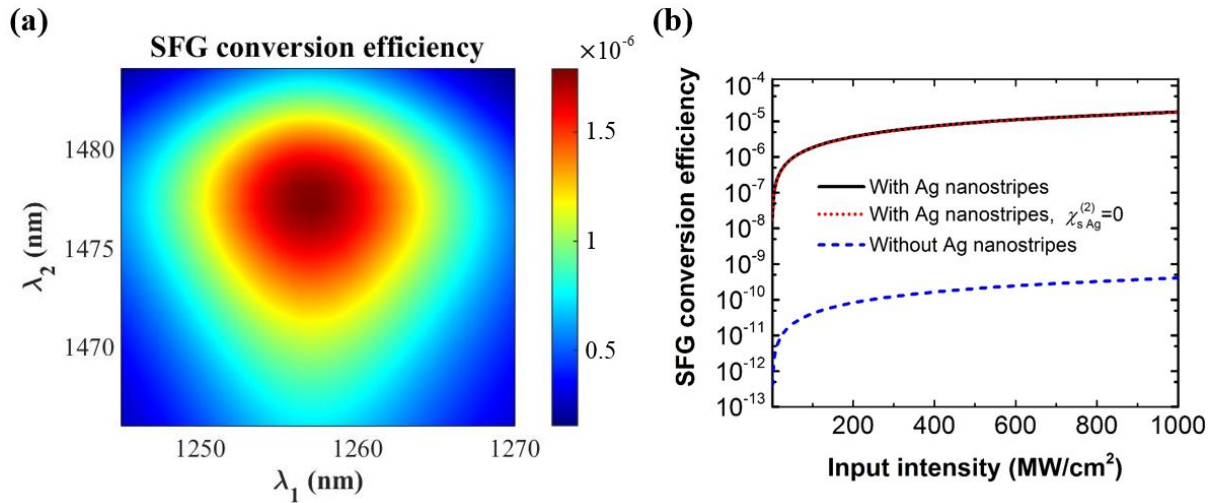 (a)
SFG conversion efficiency
×10⁻⁶
1480
1475
1470
λ₂ (nm)
1250
1260
1270
λ₁ (nm)
1.5
1
0.5
(b)
SFG conversion efficiency
10⁻⁴
10⁻⁵
10⁻⁶
10⁻⁷
10⁻⁸
10⁻⁹
10⁻¹⁰
10⁻¹¹
10⁻¹²
10⁻¹³
With Ag nanostripes
With Ag nanostripes, χ⁽²⁾ₛ Ag=0
Without Ag nanostripes
200
400
600
800
1000
Input intensity (MW/cm²)